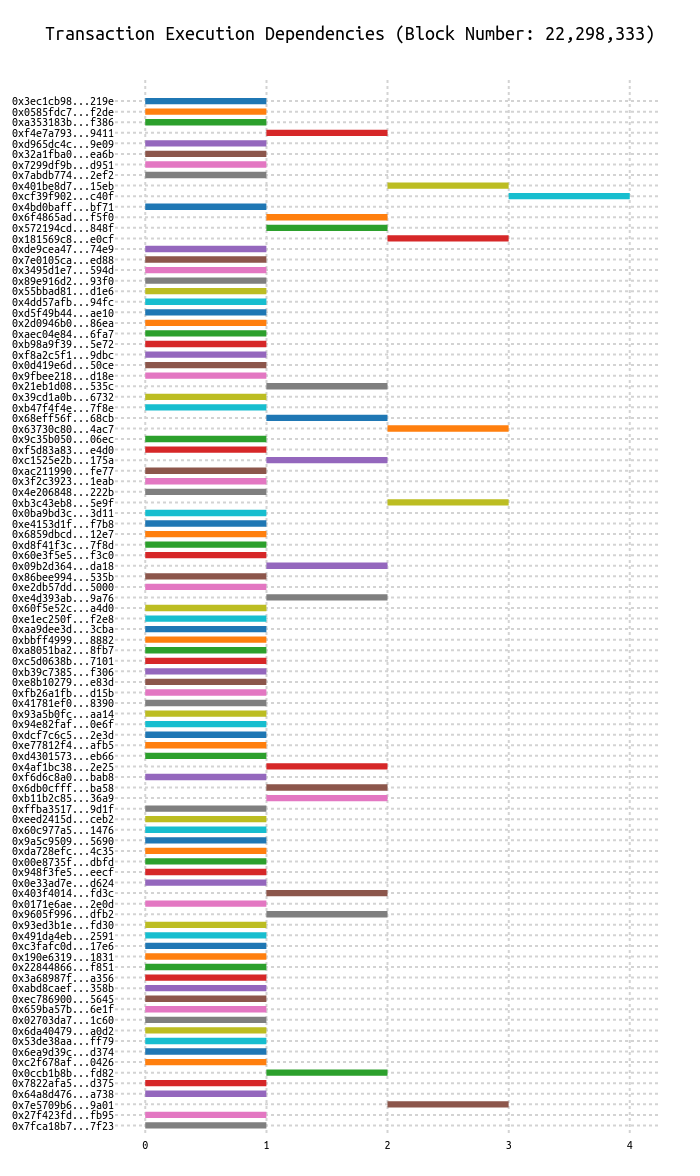 Transaction Execution Dependencies (Block Number: 22,298,333)
0x3ec1cb98...219e
0x0585fdc7...f2de
0xa353183b...f386
0xf4e7a793...9411
0xd965dc4c...9e09
0x32a1fba0...ea6b
0x7299df9b...d951
0x7abdb774...2ef2
0x401be8d7...15eb
0xcf39f902...c40f
0x4bd0baff...bf71
0x6f4865ad...f5f0
0x572194cd...848f
0x181569c8...e0cf
0xde9cea47...74e9
0x7e0105ca...ed88
0x3495d1e7...594d
0x89e916d2...93f0
0x55bbad81...d1e6
0x4dd57afb...94fc
0xd5f49b44...ae10
0x2d0946b0...86ea
0xaec04e84...6fa7
0xb98a9f39...5e72
0xf8a2c5f1...9dbc
0x0d419e6d...50ce
0x9fbee218...d18e
0x21eb1d08...535c
0x39cd1a0b...6732
0xb47f4f4e...7f8e
0x68eff56f...68cb
0x63730c80...4ac7
0x9c35b050...06ec
0xf5d83a83...e4d0
0xc1525e2b...175a
0xac211990...fe77
0x3f2c3923...1eab
0x4e206848...222b
0xb3c43eb8...5e9f
0x0ba9bd3c...3d11
0xe4153d1f...f7b8
0x6859dbcd...12e7
0xd8f41f3c...7f8d
0x60e3f5e5...f3c0
0x09b2d364...da18
0x86bee994...535b
0xe2db57dd...5000
0xe4d393ab...9a76
0x60f5e52c...a4d0
0xe1ec250f...f2e8
0xaa9dee3d...3cba
0xbbff4999...8882
0xa8051ba2...8fb7
0xc5d0638b...7101
0xb39c7385...f306
0xe8b10279...e83d
0xfb26a1fb...d15b
0x41781ef0...8390
0x93a5b0fc...aa14
0x94e82faf...0e6f
0xdcf7c6c5...2e3d
0xe77812f4...afb5
0xd4301573...eb66
0x4af1bc38...2e25
0xf6d6c8a0...bab8
0x6db0cfff...ba58
0xb11b2c85...36a9
0xffba3517...9d1f
0xeed2415d...ceb2
0x60c977a5...1476
0x9a5c9509...5690
0xda728efc...4c35
0x00e8735f...dbfd
0x948f3fe5...eecf
0x0e33ad7e...d624
0x403f4014...fd3c
0x0171e6ae...2e0d
0x9605f996...dfb2
0x93ed3b1e...fd30
0x491da4eb...2591
0xc3fafc0d...17e6
0x190e6319...1831
0x22844866...f851
0x3a68987f...a356
0xabd8caef...358b
0xec786900...5645
0x659ba57b...6e1f
0x02703da7...1c60
0x6da40479...a0d2
0x53de38aa...ff79
0x6ea9d39c...d374
0xc2f678af...0426
0x0ccb1b8b...fd82
0x7822afa5...d375
0x64a8d476...a738
0x7e5709b6...9a01
0x27f423fd...fb95
0x7fca18b7...7f23
0 1 2 3 4